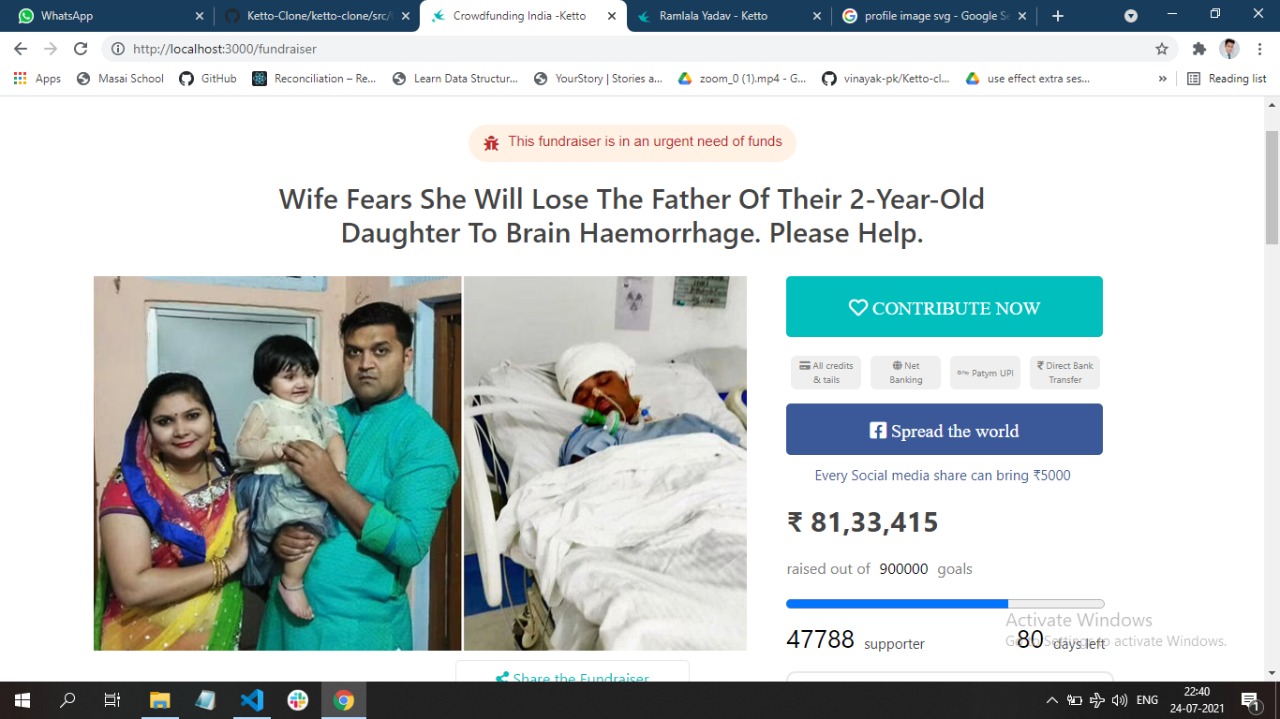 WhatsApp
Ketto-Clone/ketto-clone/src/
Crowdfunding India -Ketto
Ramlala Yadav - Ketto
profile image svg - Google Se
http://localhost:3000/fundraiser
Apps
Masai School
GitHub
Reconciliation – Re...
Learn Data Structur...
YourStory | Stories a...
zoom_0 (1).mp4 - G...
vinayak-pk/Ketto-cl...
use effect extra ses...
»
Reading list
This fundraiser is in an urgent need of funds
Wife Fears She Will Lose The Father Of Their 2-Year-Old
Daughter To Brain Haemorrhage. Please Help.
CONTRIBUTE NOW
All credits
& tails
Net
Banking
Patym UPI
₹ Direct Bank
Transfer
Spread the world
Every Social media share can bring ₹5000
₹ 81,33,415
raised out of 900000 goals
Activate Windows
Go to Settings to activate Windows.
47788 supporter
80 days left
Share the Fundraiser
ENG
22:40
24-07-2021
1